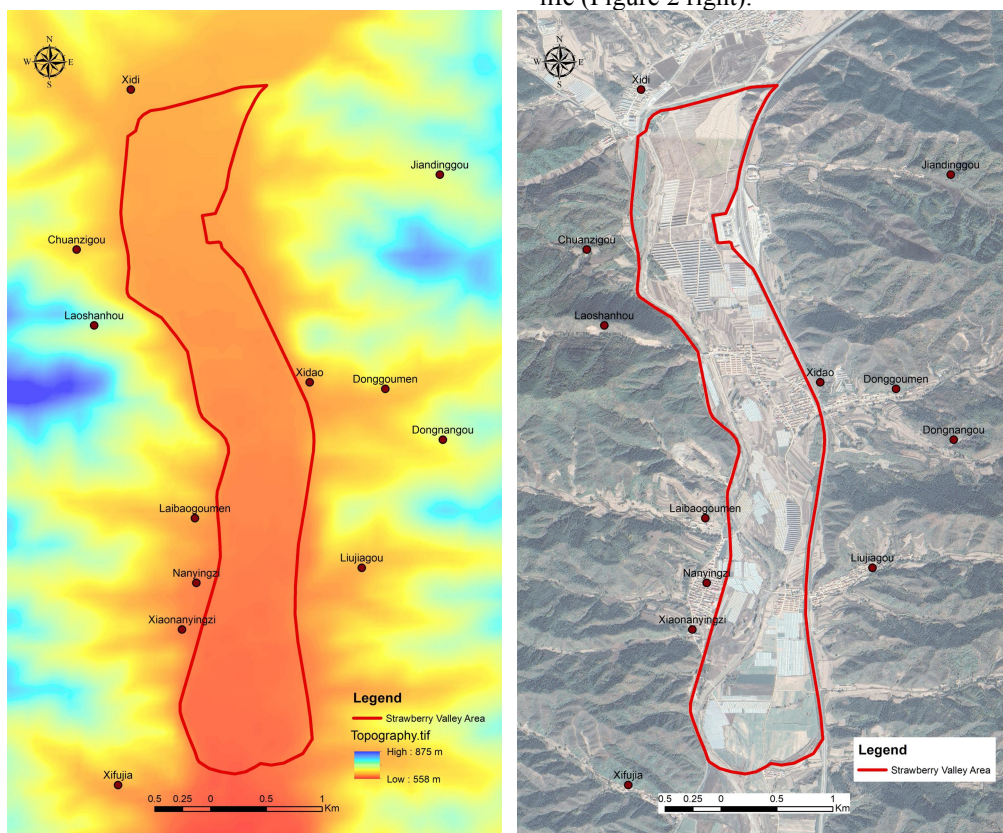 life (Figure 2 right).
N
W E
S
Xidi
Jiandinggou
Chuanzigou
Laoshanhou
Xidao
Donggoumen
Dongnangou
Laibaogoumen
Liujiagou
Nanyingzi
Xiaonanyingzi
Legend
Strawberry Valley Area
Topography.tif
High : 875 m
Low : 558 m
Xifujia
0.5 0.25 0 0.5 1
Km
N
W E
S
Xidi
Jiandinggou
Chuanzigou
Laoshanhou
Xidao
Donggoumen
Dongnangou
Laibaogoumen
Liujiagou
Nanyingzi
Xiaonanyingzi
Legend
Strawberry Valley Area
Xifujia
0.5 0.25 0 0.5 1
Km